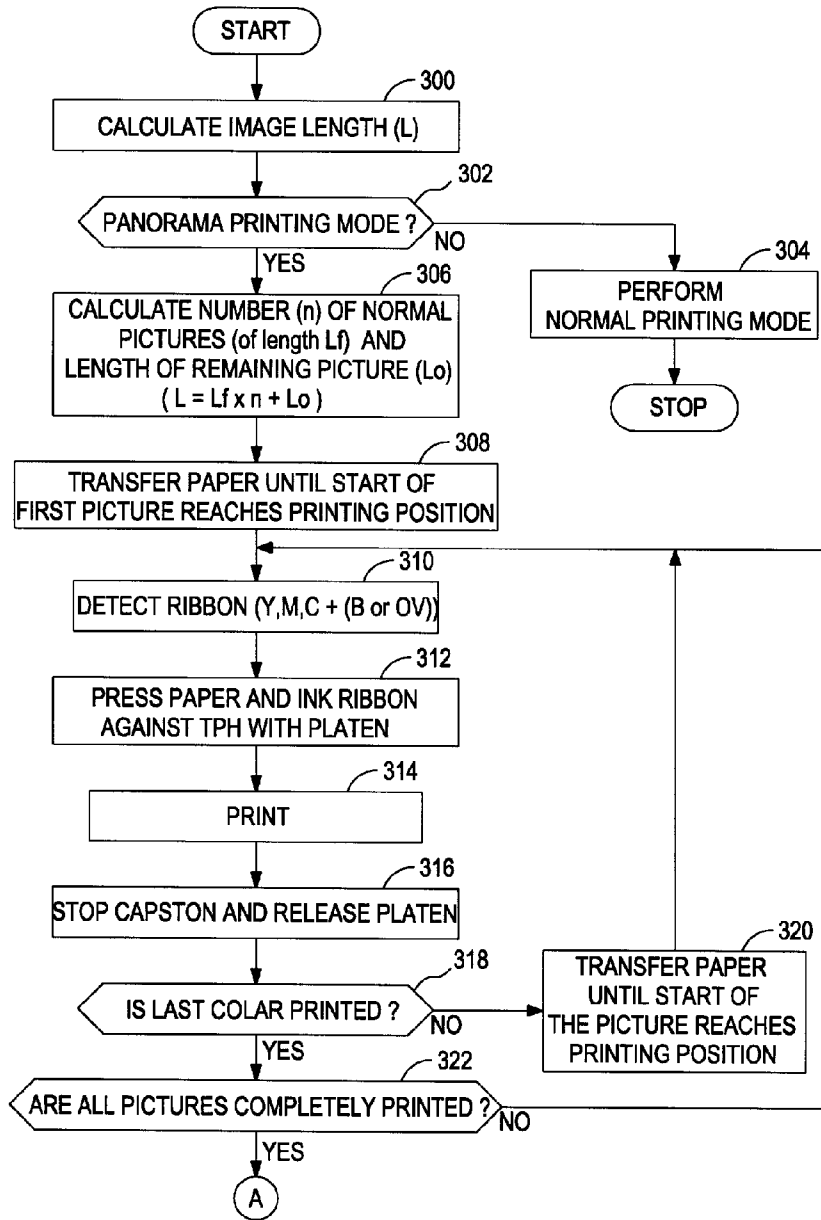 START
300
CALCULATE IMAGE LENGTH (L)
302
PANORAMA PRINTING MODE ?
NO
YES
304
PERFORM
NORMAL PRINTING MODE
STOP
306
CALCULATE NUMBER (n) OF NORMAL
PICTURES (of length Lf) AND
LENGTH OF REMAINING PICTURE (Lo)
( L = Lf x n + Lo )
308
TRANSFER PAPER UNTIL START OF
FIRST PICTURE REACHES PRINTING POSITION
310
DETECT RIBBON (Y,M,C + (B or OV))
312
PRESS PAPER AND INK RIBBON
AGAINST TPH WITH PLATEN
314
PRINT
316
STOP CAPSTON AND RELEASE PLATEN
318
IS LAST COLAR PRINTED ?
NO
YES
320
TRANSFER PAPER
UNTIL START OF
THE PICTURE REACHES
PRINTING POSITION
322
ARE ALL PICTURES COMPLETELY PRINTED ?
NO
YES
A